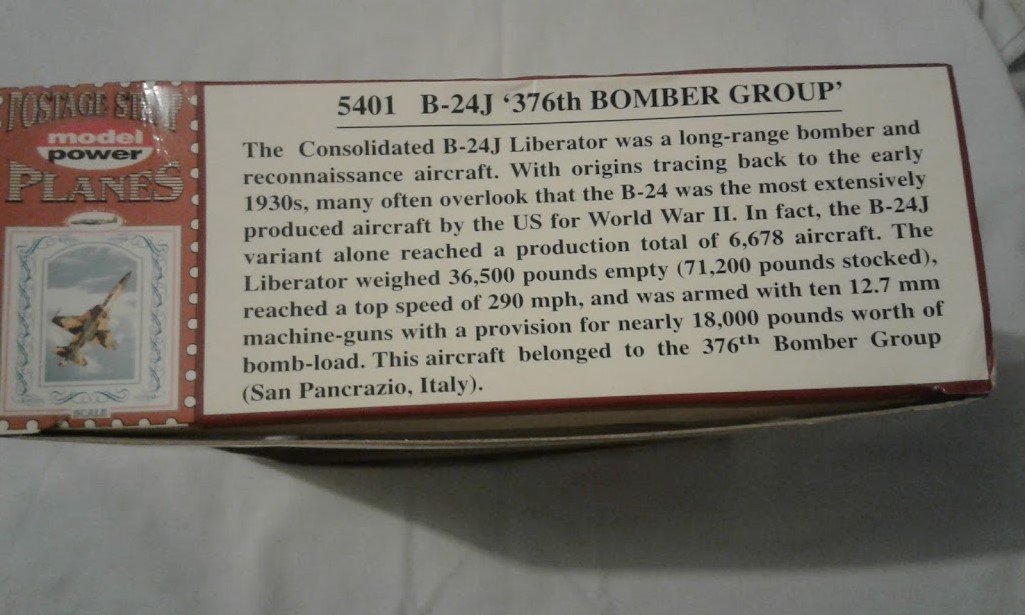 POSTAGE STAMP
model
power
PLANES
SCALE
5401 B-24J ‘376th BOMBER GROUP’
The Consolidated B-24J Liberator was a long-range bomber and
reconnaissance aircraft. With origins tracing back to the early
1930s, many often overlook that the B-24 was the most extensively
produced aircraft by the US for World War II. In fact, the B-24J
variant alone reached a production total of 6,678 aircraft. The
Liberator weighed 36,500 pounds empty (71,200 pounds stocked),
reached a top speed of 290 mph, and was armed with ten 12.7 mm
machine-guns with a provision for nearly 18,000 pounds worth of
bomb-load. This aircraft belonged to the 376th Bomber Group
(San Pancrazio, Italy).